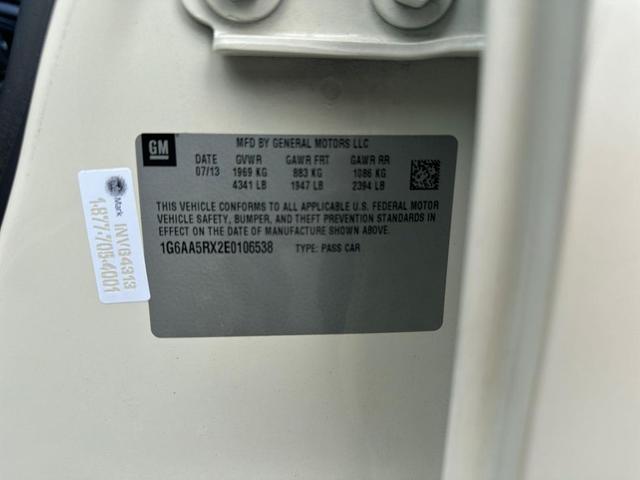 GM
MFD BY GENERAL MOTORS LLC
DATE GVWR GAWR FRT GAWR RR
07/13 1969 KG 883 KG 1086 KG
4341 LB 1947 LB 2394 LB
THIS VEHICLE CONFORMS TO ALL APPLICABLE U.S. FEDERAL MOTOR
VEHICLE SAFETY, BUMPER, AND THEFT PREVENTION STANDARDS IN
EFFECT ON THE DATE OF MANUFACTURE SHOWN ABOVE.
1G6AA5RX2E0106538 TYPE: PASS CAR
Mark
INV64313
1-877-705-4001